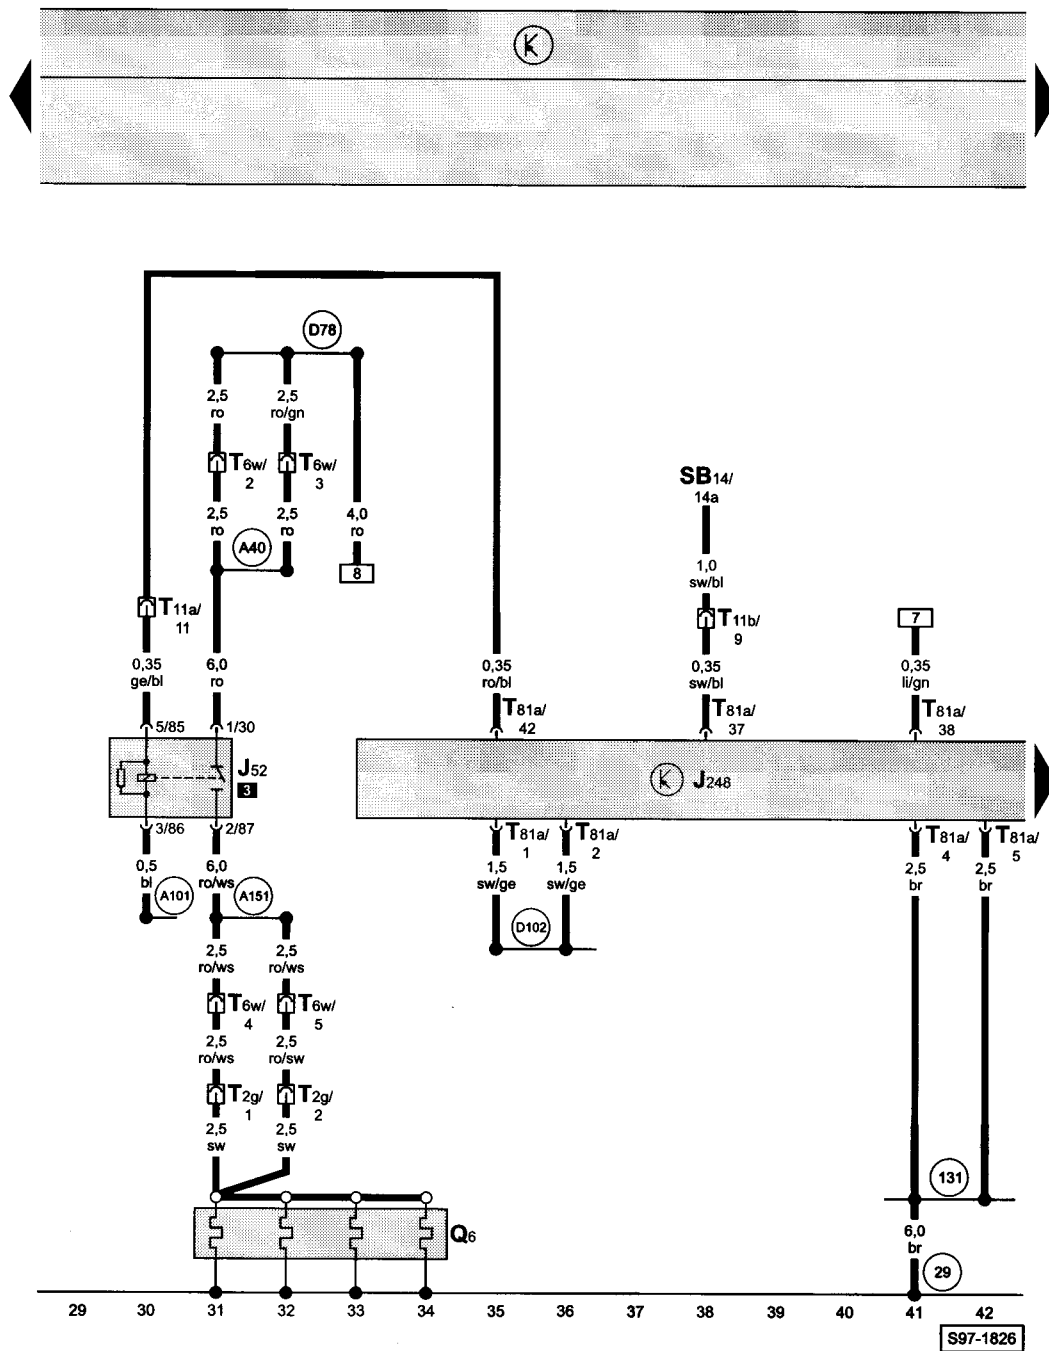 D78
2,5 2,5
ro ro/gn
T6w/ T6w/
2 3
SB14/
14a
2,5 2,5 4,0
ro ro ro
A40
8
1,0
sw/bl
T11a/
11
T11b/
9
7
0,35 6,0 0,35 0,35 0,35
ge/bl ro ro/bl sw/bl li/gn
T81a/ T81a/ T81a/
42 37 38
5/85 1/30
J52
3
J248
3/86 2/87
T81a/ T81a/ T81a/ T81a/
1 2 4 5
0,5 6,0 1,5 1,5 2,5 2,5
bl ro/ws sw/ge sw/ge br br
A101 A151
D102
2,5 2,5
ro/ws ro/ws
T6w/ T6w/
4 5
2,5 2,5
ro/ws ro/sw
T2g/ T2g/
1 2
2,5 2,5
sw sw
131
Q6
6,0
br
29
29 30 31 32 33 34 35 36 37 38 39 40 41 42
S97-1826